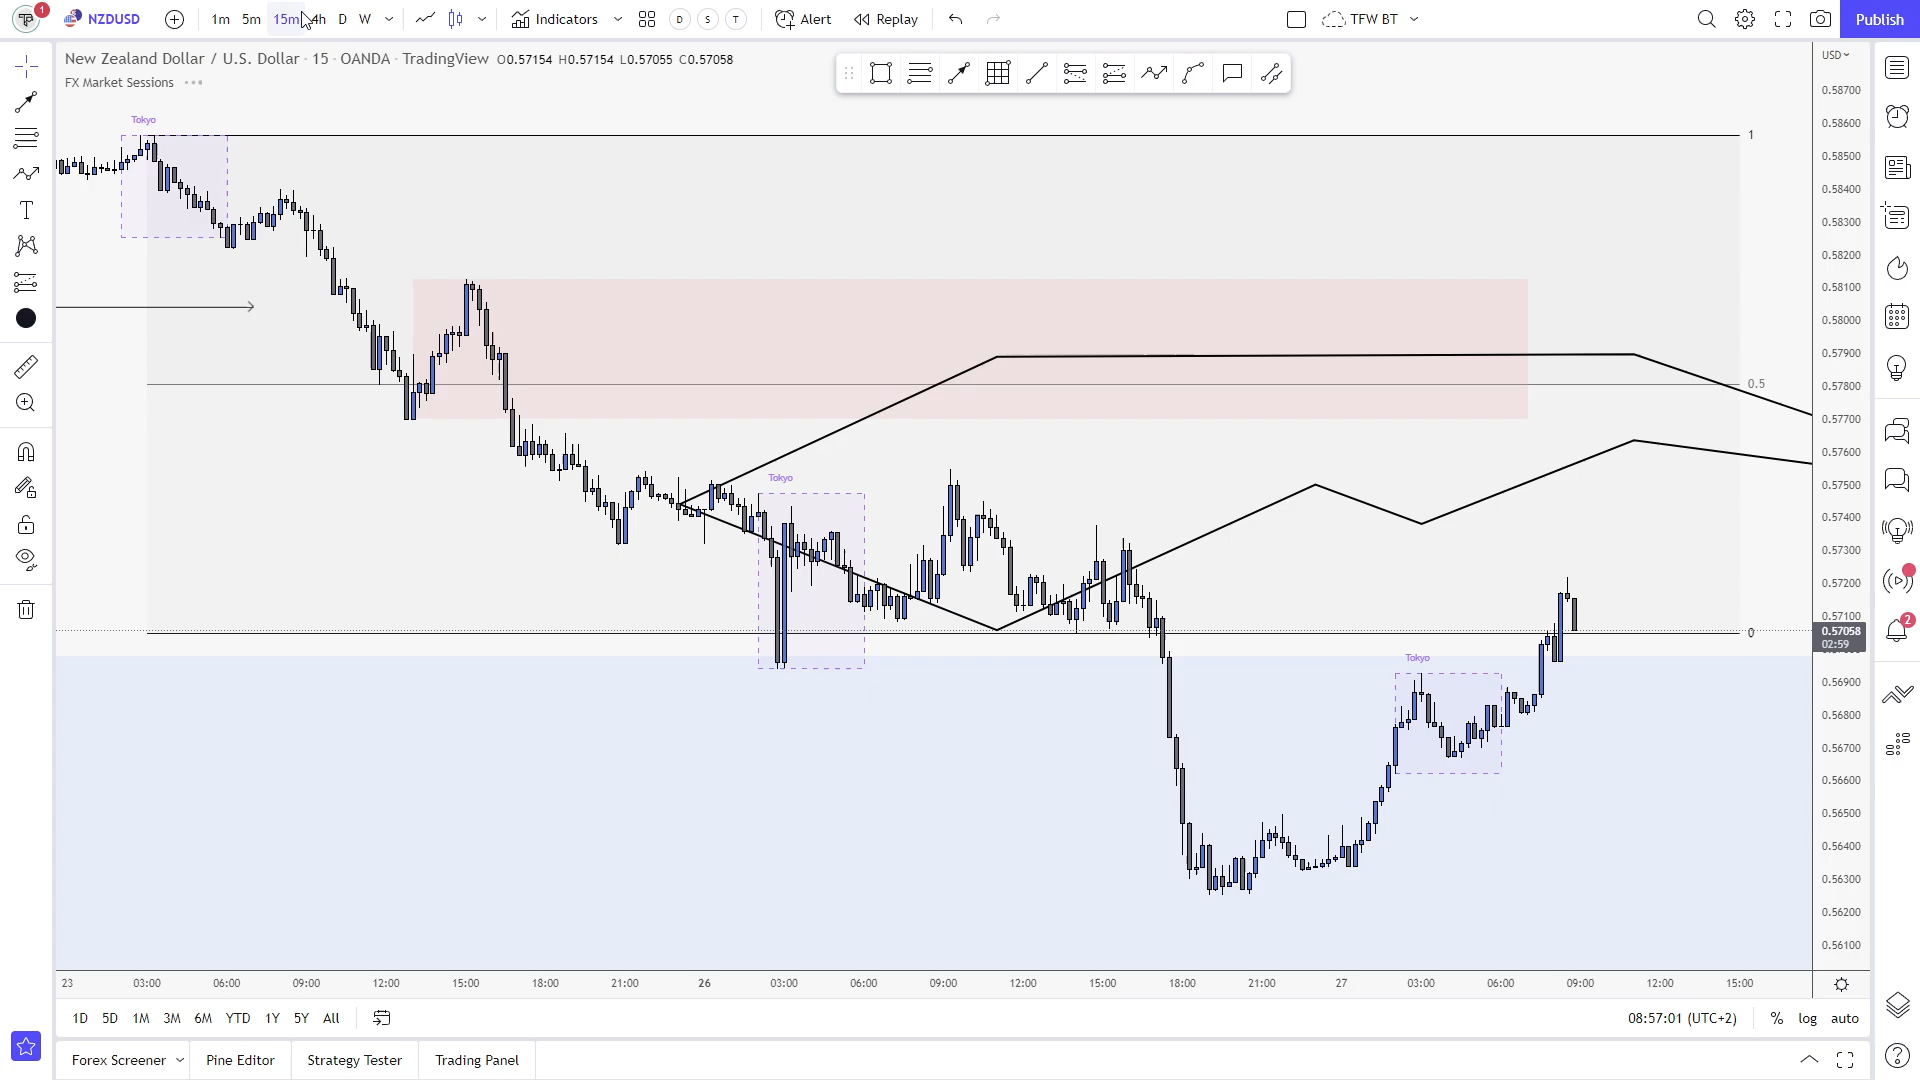 1
NZDUSD
1m 5m 15m 4h D W
Indicators
D S T
Alert
Replay
TFW BT
Publish
New Zealand Dollar / U.S. Dollar · 15 · OANDA · TradingView O0.57154 H0.57154 L0.57055 C0.57058
FX Market Sessions
USD
0.58700
0.58600
Tokyo
1
0.58500
0.58400
0.58300
0.58200
0.58100
0.58000
0.57900
0.5
0.57800
0.57700
0.57600
Tokyo
0.57500
0.57400
0.57300
0.57200
0.57100
0
0.57058
02:59
Tokyo
0.56900
0.56800
0.56700
0.56600
0.56500
0.56400
0.56300
0.56200
0.56100
2
23 03:00 06:00 09:00 12:00 15:00 18:00 21:00 26 03:00 06:00 09:00 12:00 15:00 18:00 21:00 27 03:00 06:00 09:00 12:00 15:00
1D 5D 1M 3M 6M YTD 1Y 5Y All
08:57:01 (UTC+2) % log auto
Forex Screener Pine Editor Strategy Tester Trading Panel